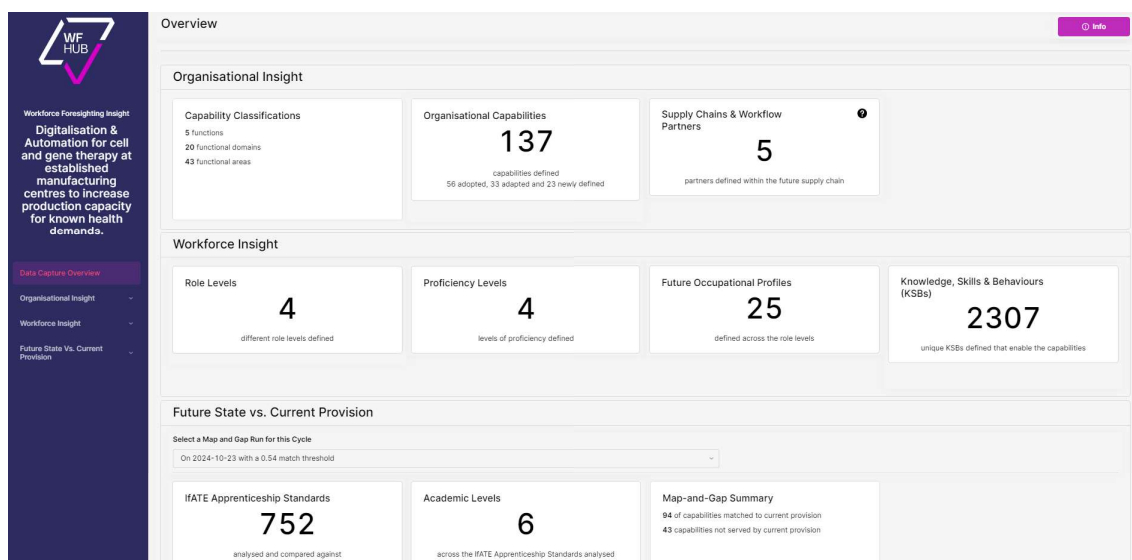 WF
HUB
Workforce Foresighting Insight
Digitalisation &
Automation for cell
and gene therapy at
established
manufacturing
centres to increase
production capacity
for known health
demands.
Data Capture Overview
Organisational Insight
Workforce Insight
Future State Vs. Current
Provision
Overview
Info
Organisational Insight
Capability Classifications
5 functions
20 functional domains
43 functional areas
Organisational Capabilities
137
capabilities defined
56 adopted, 33 adapted and 23 newly defined
Supply Chains & Workflow
Partners
?
5
partners defined within the future supply chain
Workforce Insight
Role Levels
4
different role levels defined
Proficiency Levels
4
levels of proficiency defined
Future Occupational Profiles
25
defined across the role levels
Knowledge, Skills & Behaviours
(KSBs)
2307
unique KSBs defined that enable the capabilities
Future State vs. Current Provision
Select a Map and Gap Run for this Cycle
On 2024-10-23 with a 0.54 match threshold
IfATE Apprenticeship Standards
752
analysed and compared against
Academic Levels
6
across the IfATE Apprenticeship Standards analysed
Map-and-Gap Summary
94 of capabilities matched to current provision
43 capabilities not served by current provision